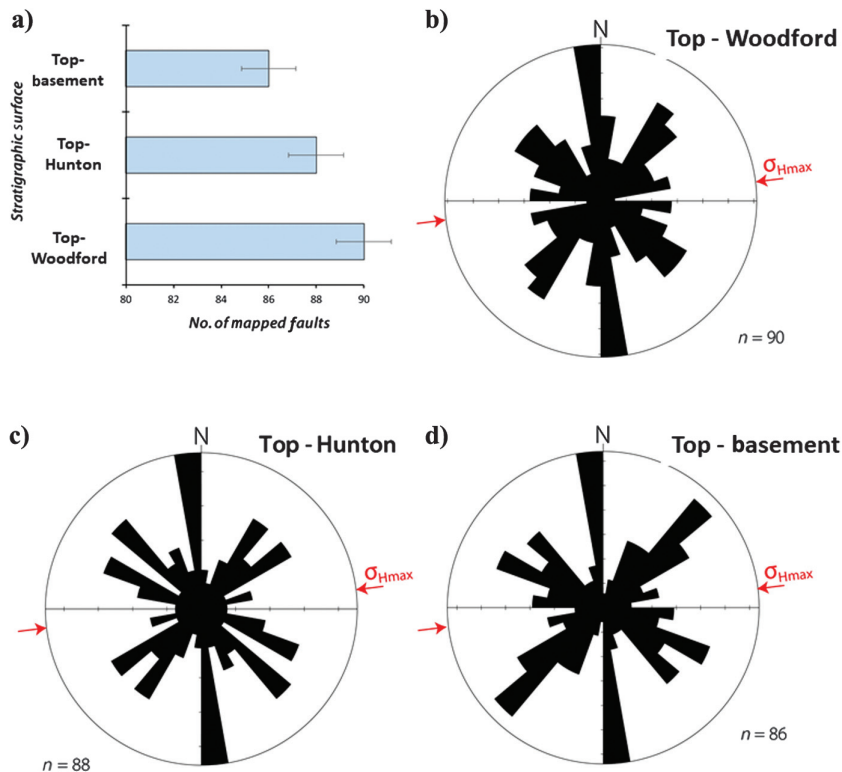 a)
Stratigraphic surface
Top-
basement
Top-
Hunton
Top-
Woodford
80 82 84 86 88 90
No. of mapped faults
b)
N
Top - Woodford
σHmax
n = 90
c)
N
Top - Hunton
σHmax
n = 88
d)
N
Top - basement
σHmax
n = 86